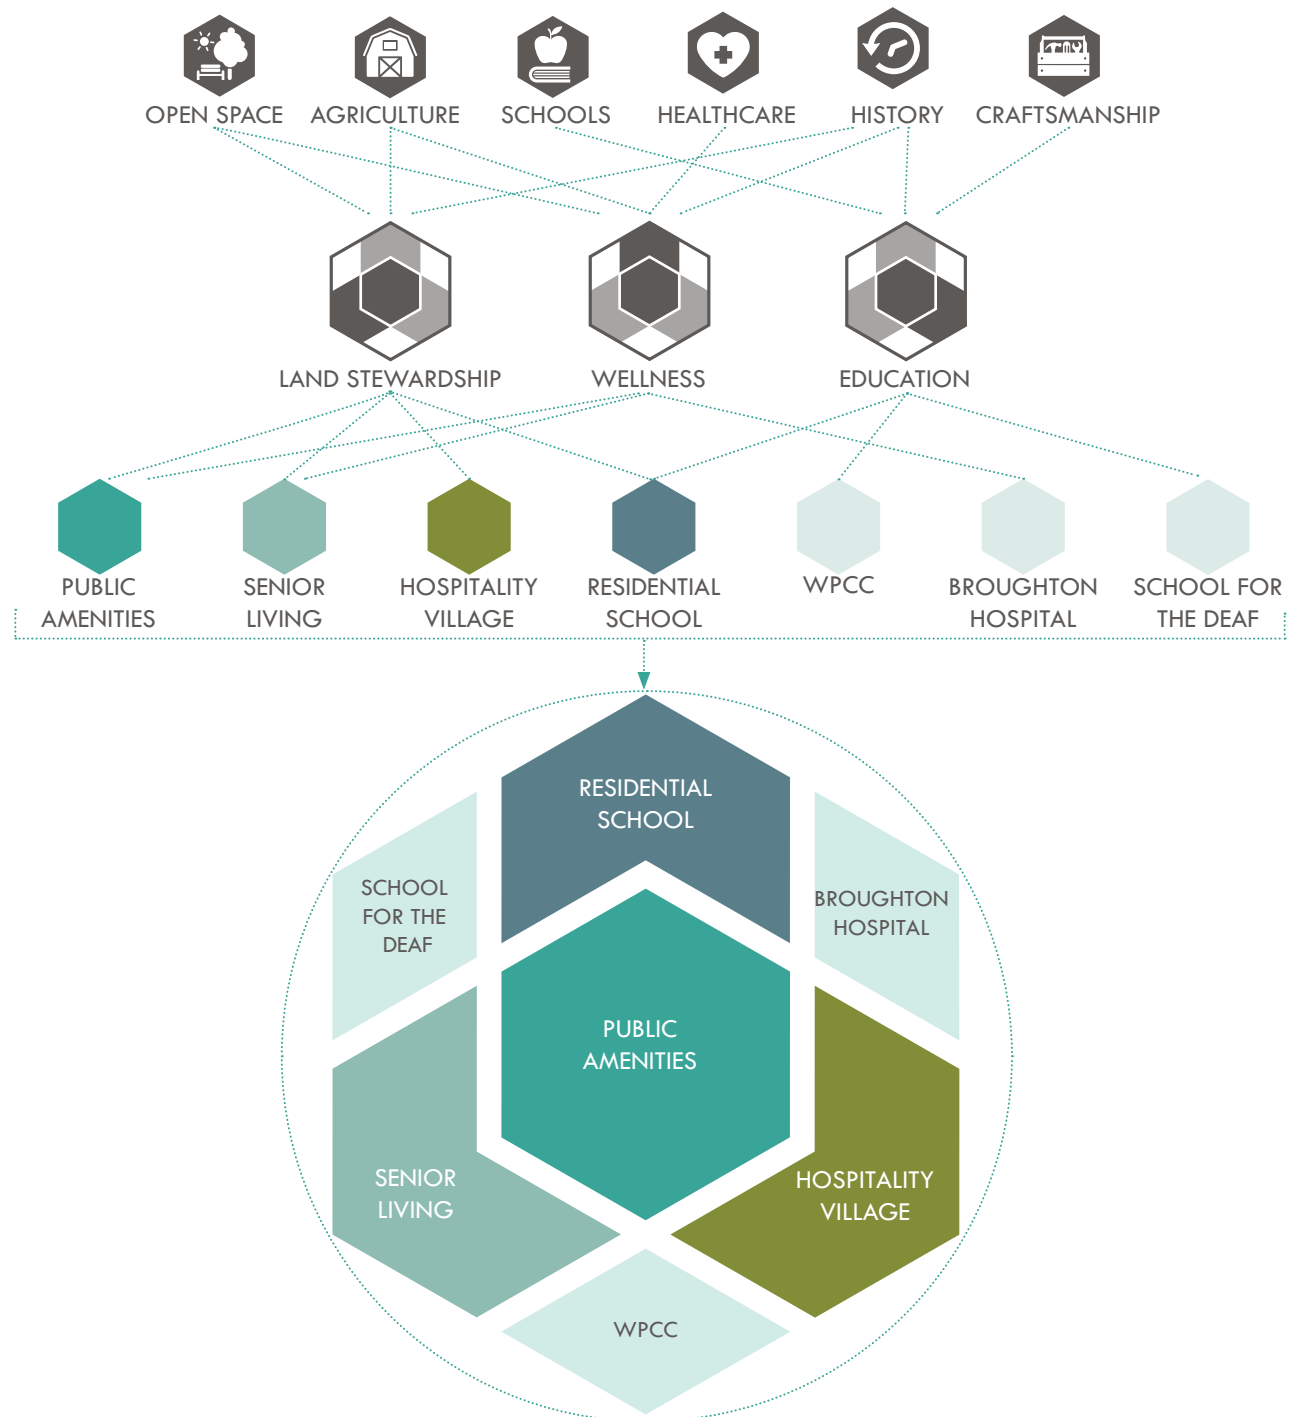 OPEN SPACE
AGRICULTURE
SCHOOLS
HEALTHCARE
HISTORY
CRAFTSMANSHIP
LAND STEWARDSHIP
WELLNESS
EDUCATION
PUBLIC
AMENITIES
SENIOR
LIVING
HOSPITALITY
VILLAGE
RESIDENTIAL
SCHOOL
WPCC
BROUGHTON
HOSPITAL
SCHOOL FOR
THE DEAF
RESIDENTIAL
SCHOOL
SCHOOL
FOR THE
DEAF
BROUGHTON
HOSPITAL
PUBLIC
AMENITIES
SENIOR
LIVING
HOSPITALITY
VILLAGE
WPCC